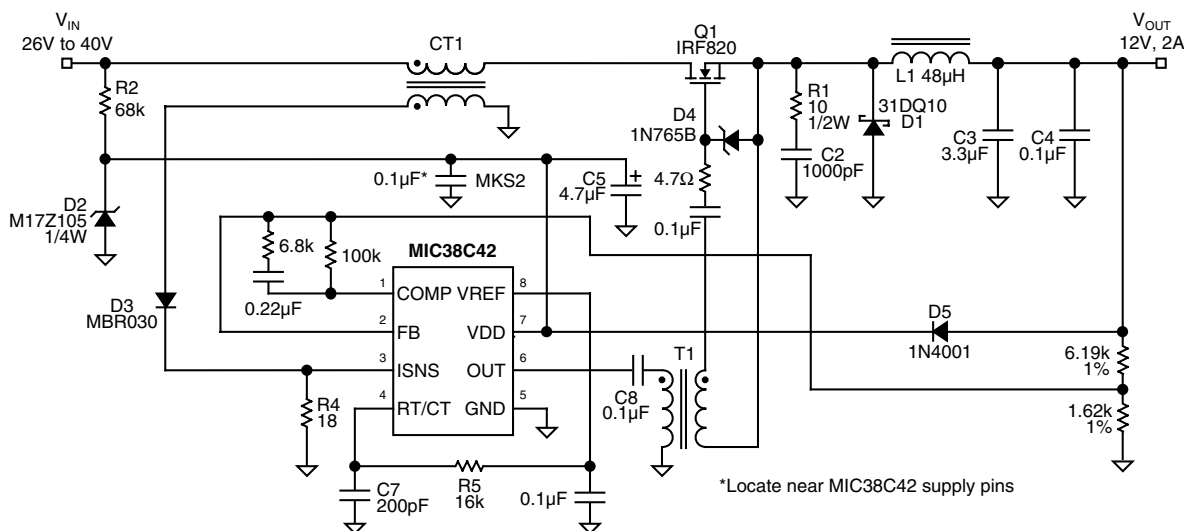 V_IN
26V to 40V
CT1
Q1
IRF820
V_OUT
12V, 2A
R2
68k
L1 48µH
D4
1N765B
R1
10
1/2W
31DQ10
D1
C2
1000pF
C3
3.3µF
C4
0.1µF
0.1µF*
MKS2
C5
+
4.7µF
4.7Ω
0.1µF
D2
M17Z105
1/4W
6.8k
100k
0.22µF
MIC38C42
1
COMP
VREF
8
2
FB
VDD
7
3
ISNS
OUT
6
4
RT/CT
GND
5
D3
MBR030
D5
1N4001
6.19k
1%
1.62k
1%
T1
C8
0.1µF
R4
18
C7
200pF
R5
16k
0.1µF
*Locate near MIC38C42 supply pins